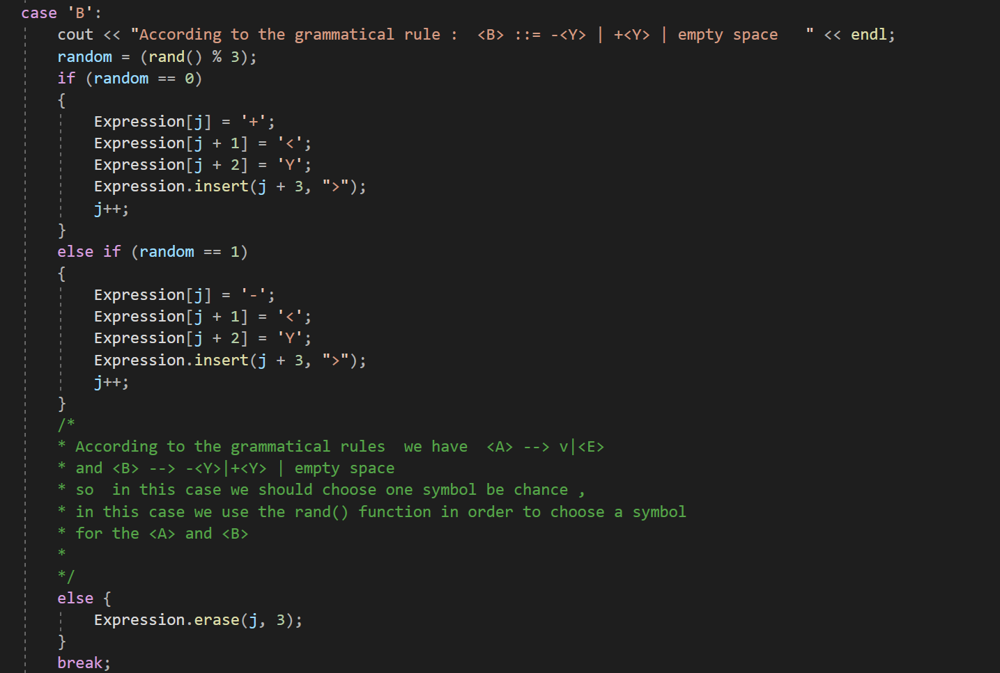 case 'B':
    cout << "According to the grammatical rule :  <B> ::= -<Y> | +<Y> | empty space   " << endl;
    random = (rand() % 3);
    if (random == 0)
    {
        Expression[j] = '+';
        Expression[j + 1] = '<';
        Expression[j + 2] = 'Y';
        Expression.insert(j + 3, ">");
        j++;
    }
    else if (random == 1)
    {
        Expression[j] = '-';
        Expression[j + 1] = '<';
        Expression[j + 2] = 'Y';
        Expression.insert(j + 3, ">");
        j++;
    }
    /*
    * According to the grammatical rules  we have  <A> --> v|<E>
    * and <B> --> -<Y>|+<Y> | empty space
    * so  in this case we should choose one symbol be chance ,
    * in this case we use the rand() function in order to choose a symbol
    * for the <A> and <B>
    *
    */
    else {
        Expression.erase(j, 3);
    }
    break;